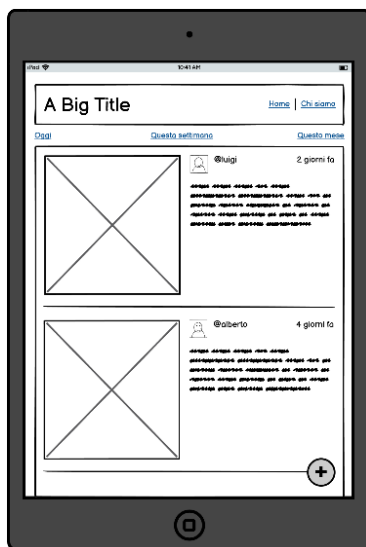 iPad 10:41 AM
A Big Title Home Chi siamo
Oggi Questa settimana Questo mese
@luigi 2 giorni fa
@alberto 4 giorni fa
+